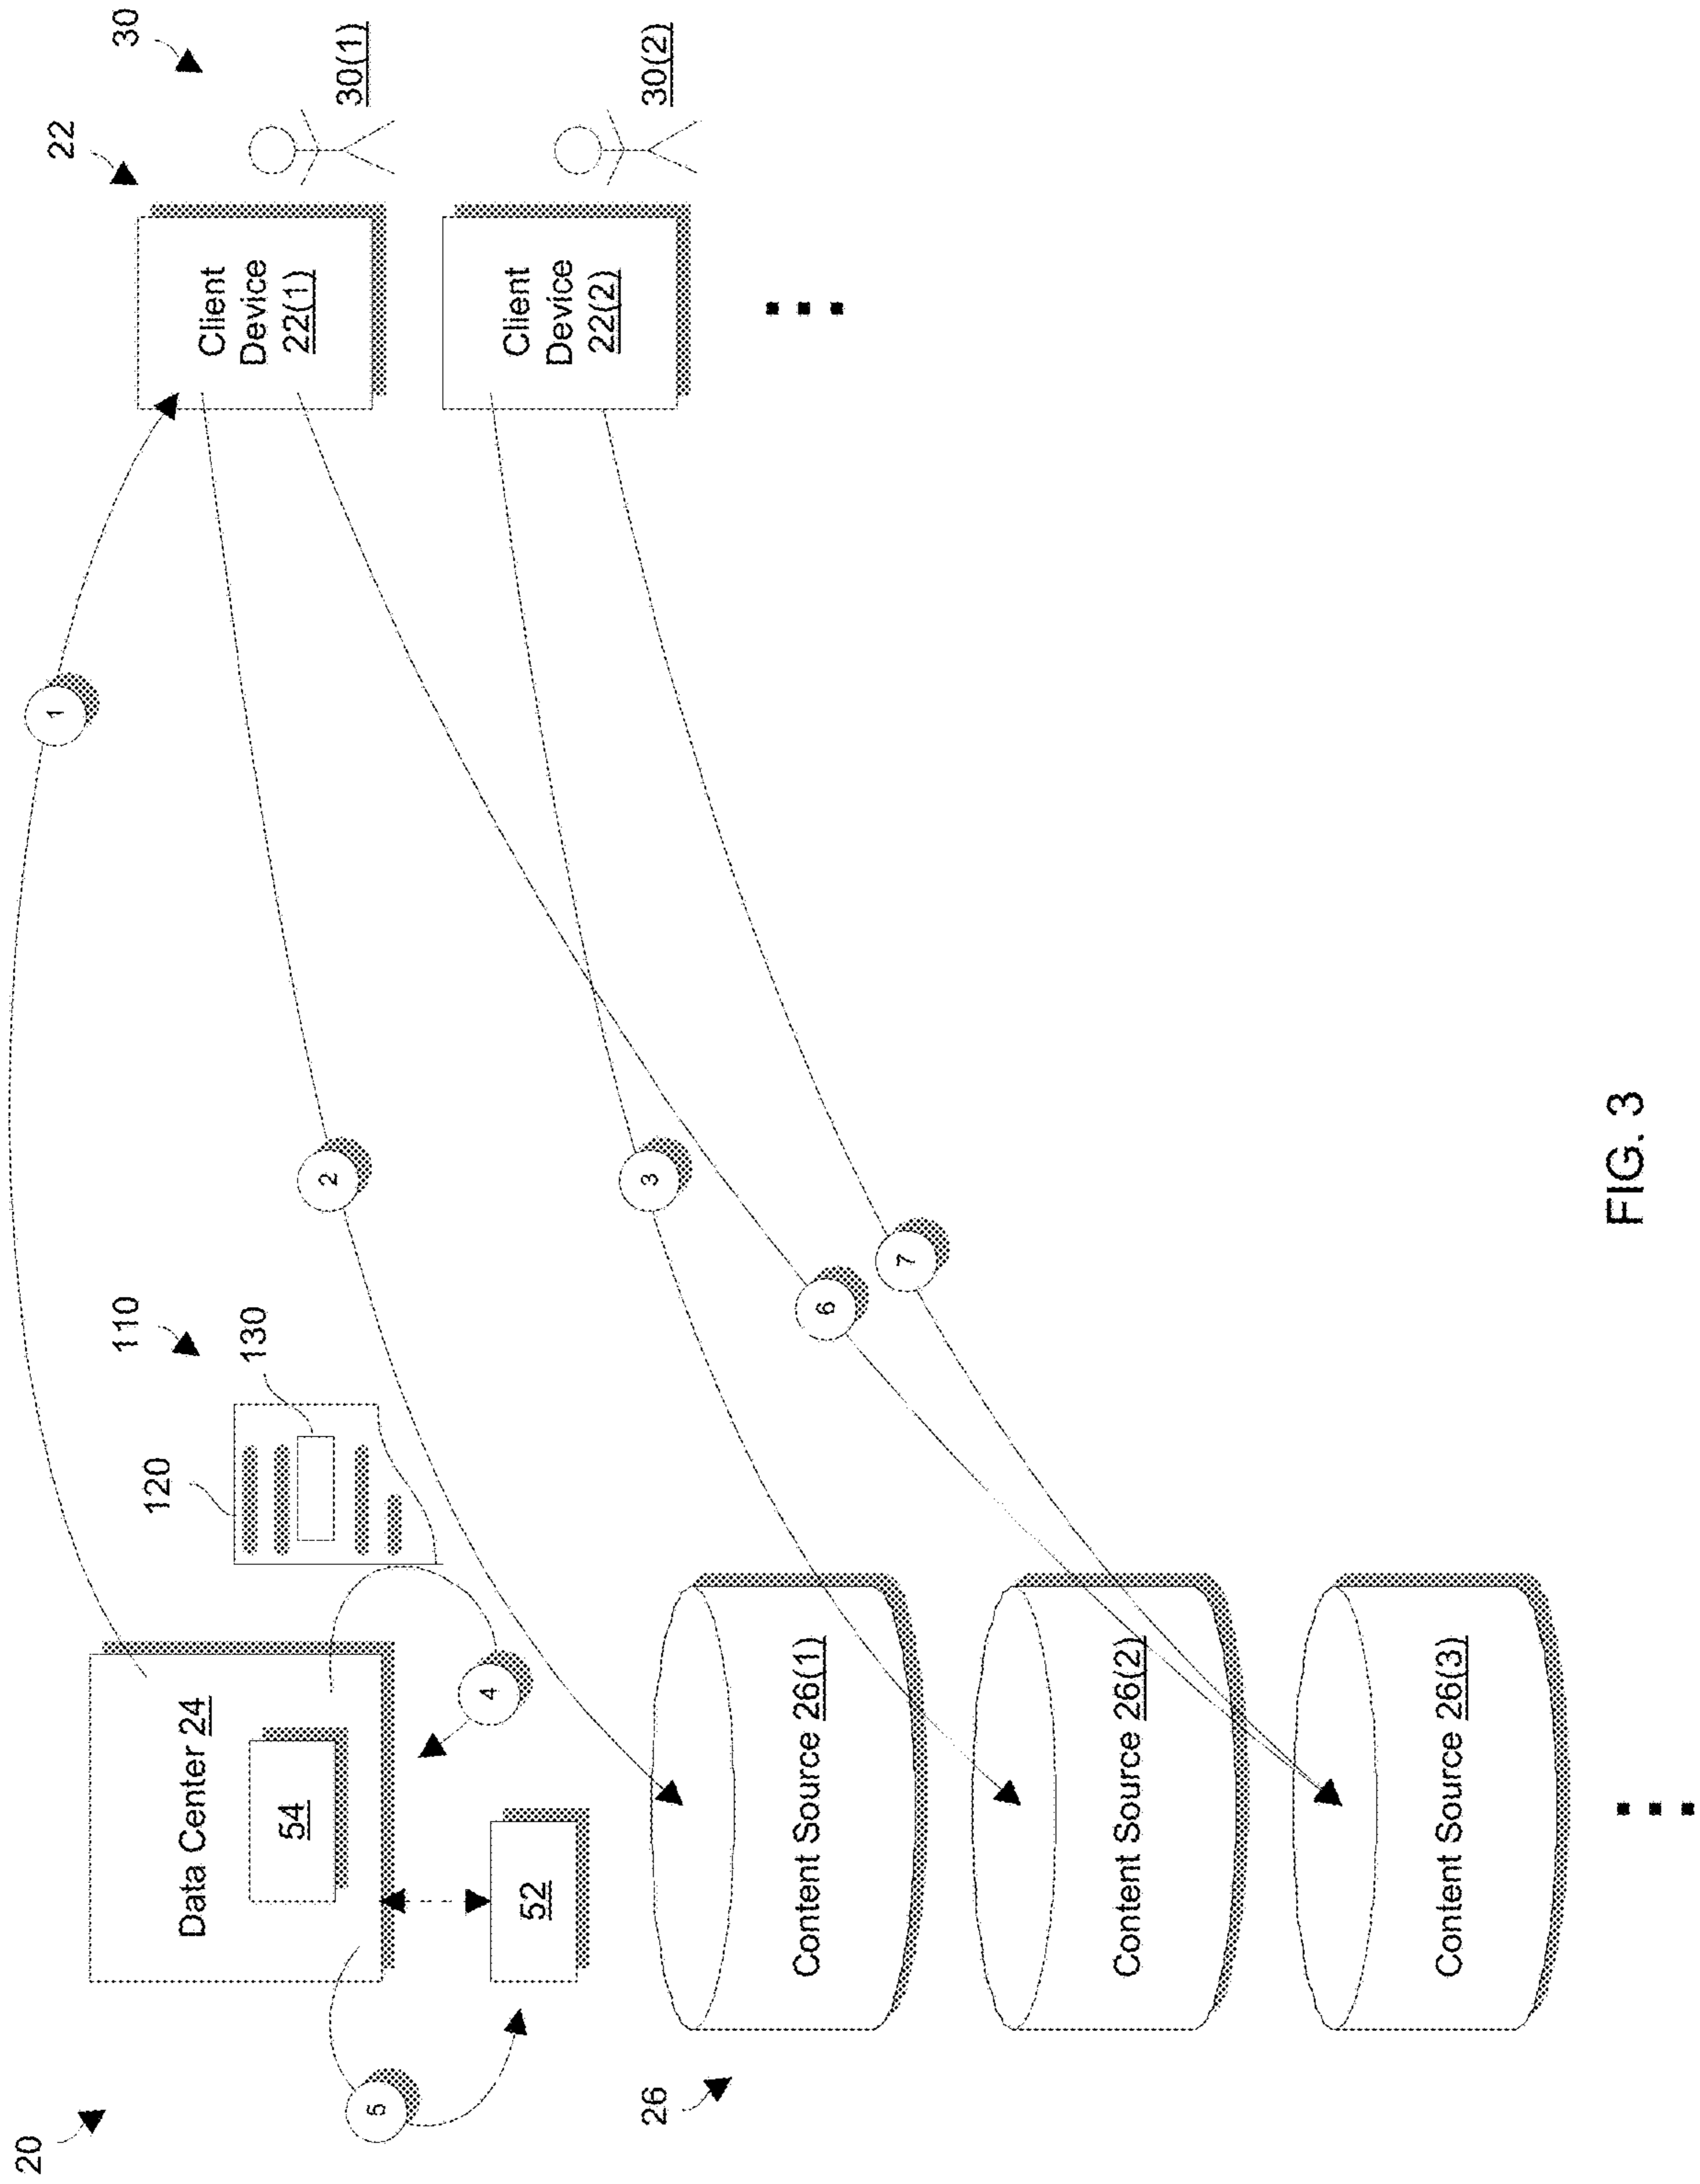 20
Data Center 24
54
52
5
4
120
110
130
1
2
3
6
7
22
30
Client
Device
22(1)
30(1)
Client
Device
22(2)
30(2)
26
Content Source 26(1)
Content Source 26(2)
Content Source 26(3)
FIG. 3